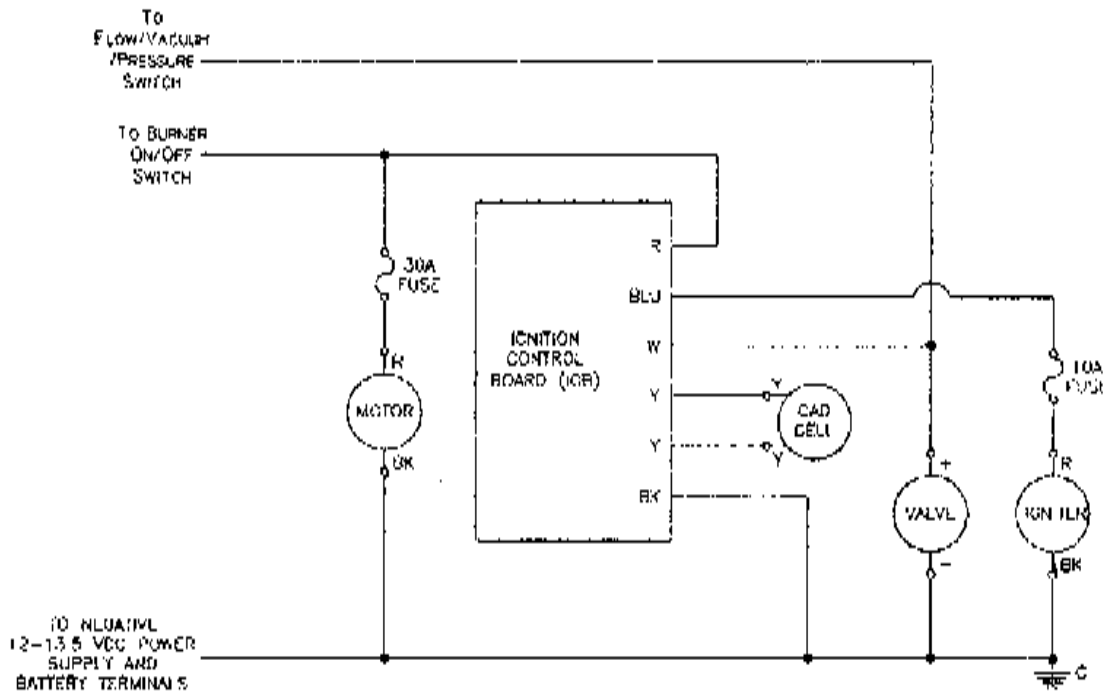 TO
FLOW/VACUUM
/PRESSURE
SWITCH
TO BURNER
ON/OFF
SWITCH
30A
FUSE
R
MOTOR
BK
IGNITION
CONTROL
BOARD (ICB)
R
BLU
W
Y
Y
BK
Y
CAD
CELL
Y
10A
FUSE
+
VALVE
-
R
IGNITER
BK
TO NEGATIVE
12-13.5 VDC POWER
SUPPLY AND
BATTERY TERMINALS
G